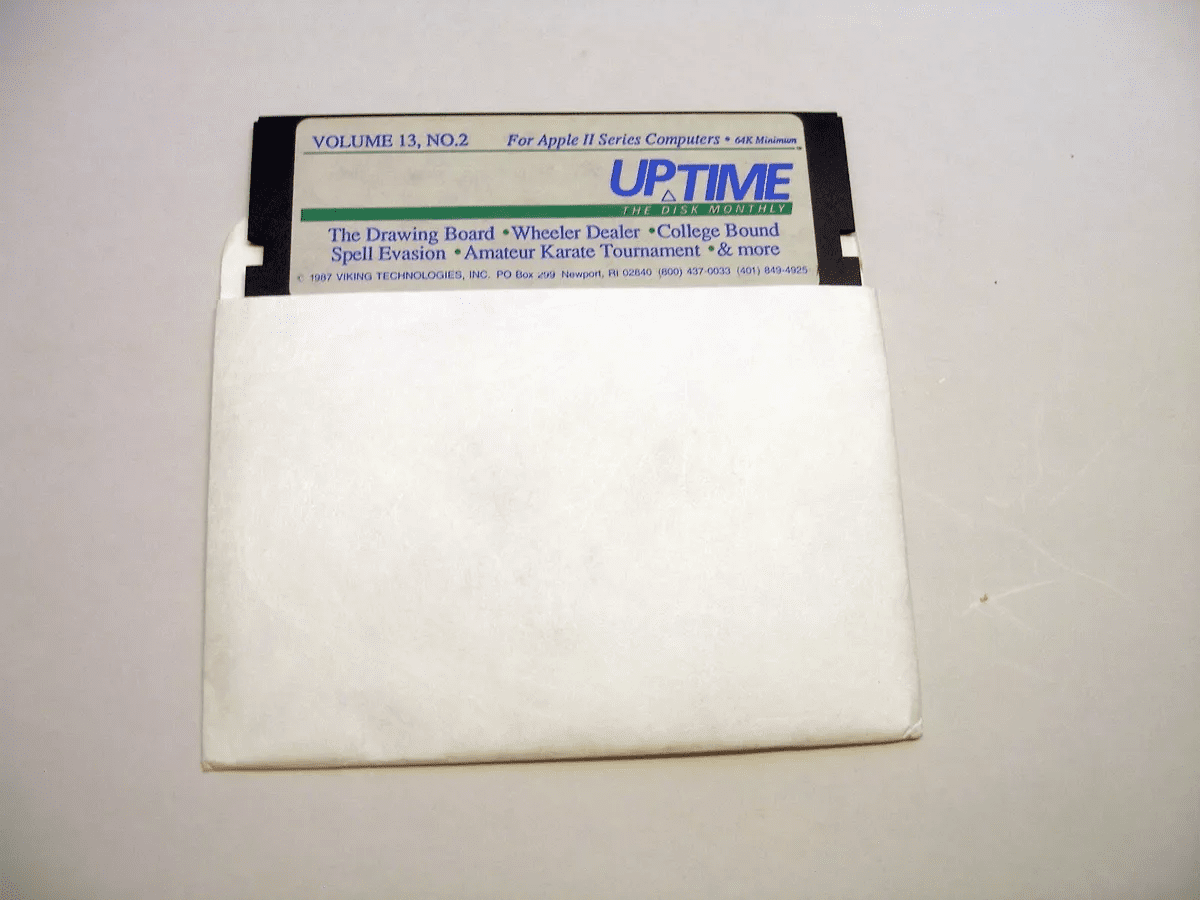 VOLUME 13, NO.2 For Apple II Series Computers • 64K Minimum
UPTIME
THE DISK MONTHLY
The Drawing Board • Wheeler Dealer • College Bound
Spell Evasion • Amateur Karate Tournament • & more
© 1987 VIKING TECHNOLOGIES, INC. PO Box 299 Newport, RI 02840 (800) 437-0033 (401) 849-4925